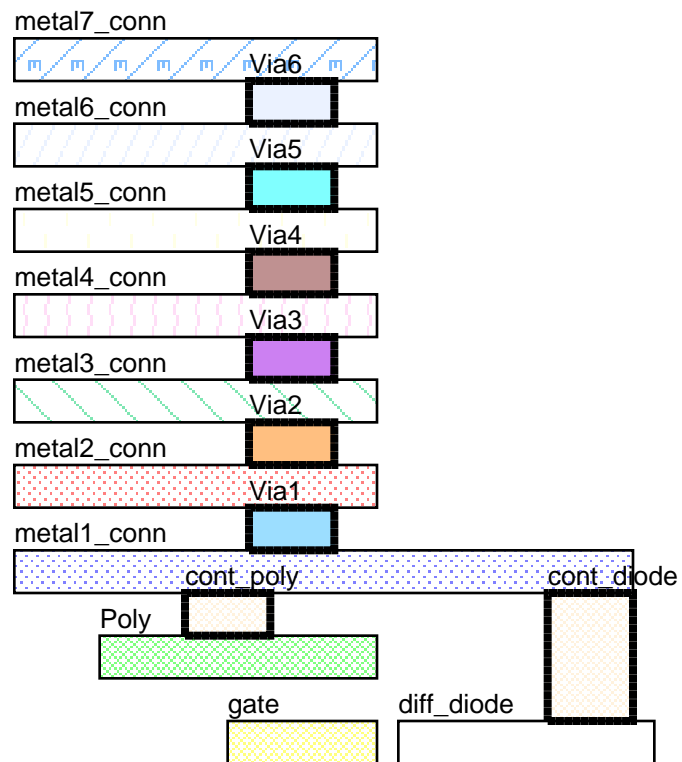 metal7_conn
Via6
metal6_conn
Via5
metal5_conn
Via4
metal4_conn
Via3
metal3_conn
Via2
metal2_conn
Via1
metal1_conn
cont_poly cont_diode
Poly
gate diff_diode